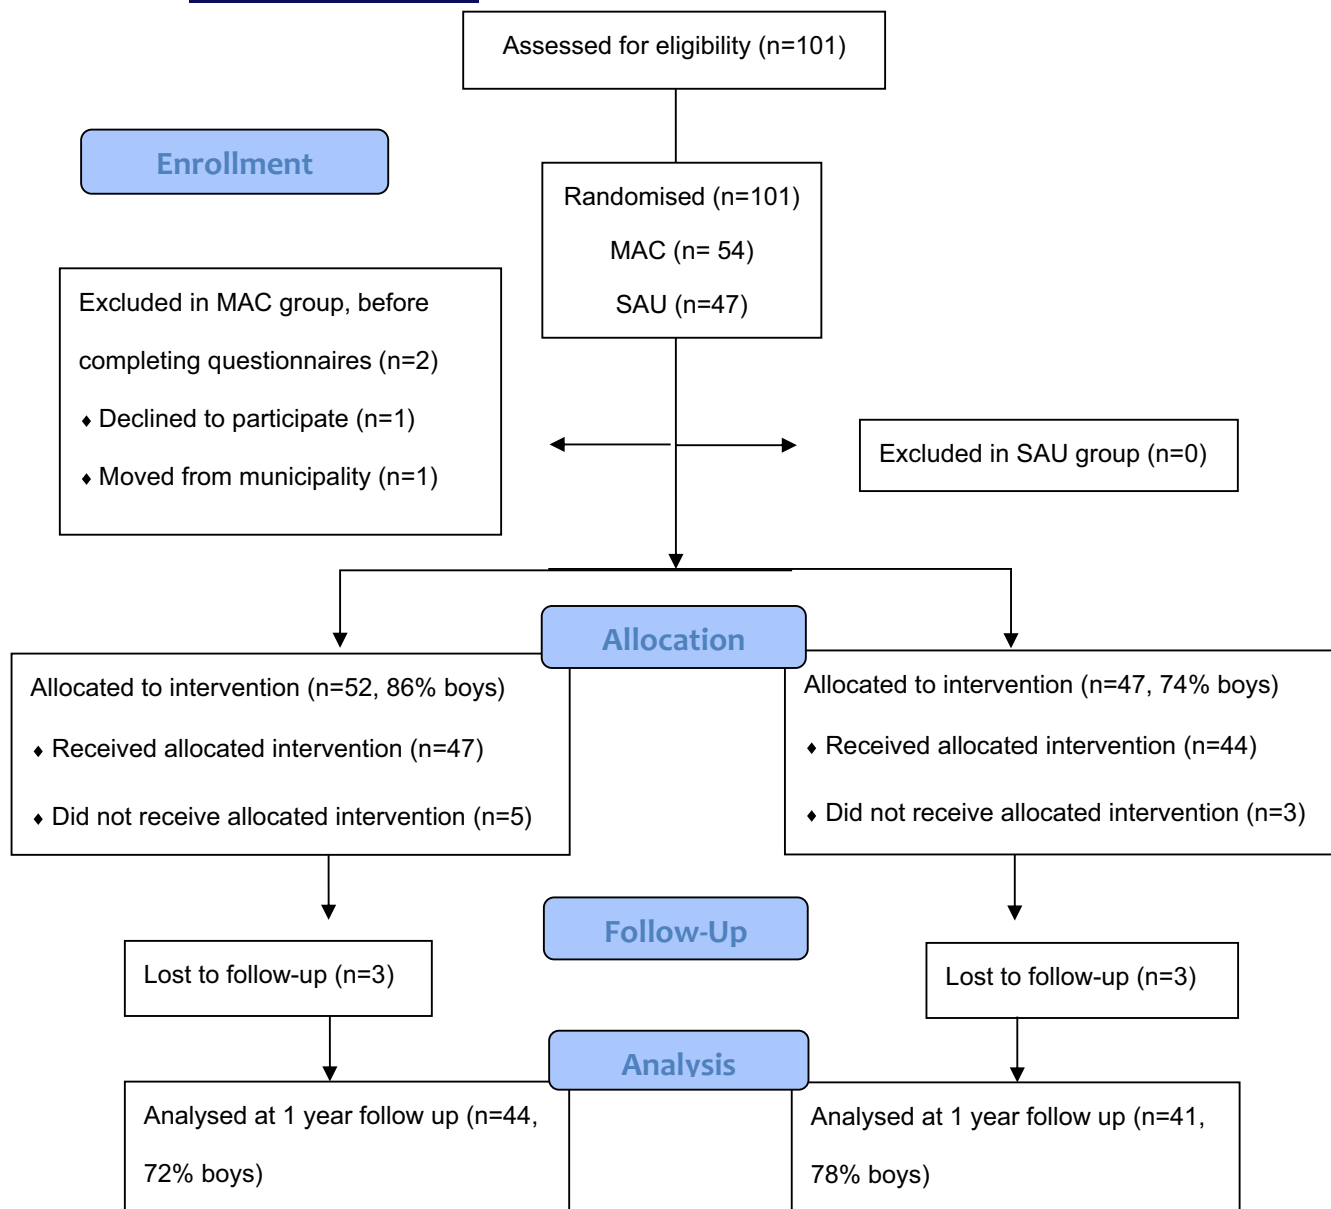 Assessed for eligibility (n=101)
Enrollment
Randomised (n=101)
MAC (n= 54)
SAU (n=47)
Excluded in MAC group, before
completing questionnaires (n=2)
♦ Declined to participate (n=1)
♦ Moved from municipality (n=1)
Excluded in SAU group (n=0)
Allocation
Allocated to intervention (n=52, 86% boys)
♦ Received allocated intervention (n=47)
♦ Did not receive allocated intervention (n=5)
Allocated to intervention (n=47, 74% boys)
♦ Received allocated intervention (n=44)
♦ Did not receive allocated intervention (n=3)
Follow-Up
Lost to follow-up (n=3)
Lost to follow-up (n=3)
Analysis
Analysed at 1 year follow up (n=44,
72% boys)
Analysed at 1 year follow up (n=41,
78% boys)